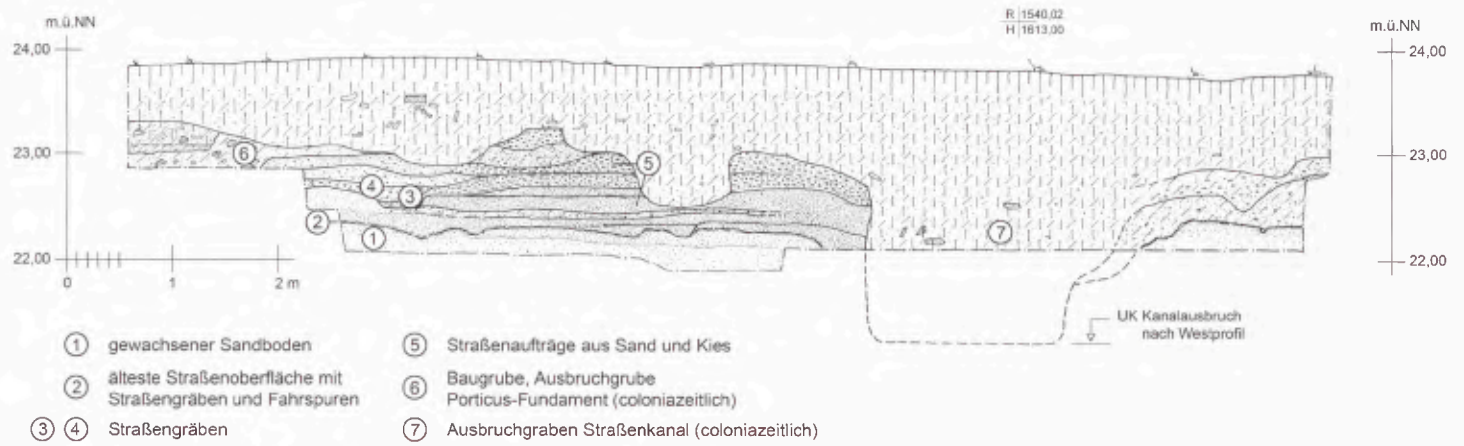 m.ü.NN
R 1540,02
H 1613,00
m.ü.NN
24,00
24,00
23,00
23,00
6
5
4
3
2
1
7
22,00
22,00
0 1 2 m
UK Kanalausbruch
nach Westprofil
1 gewachsener Sandboden
2 älteste Straßenoberfläche mit
Straßengräben und Fahrspuren
3 4 Straßengräben
5 Straßenaufträge aus Sand und Kies
6 Baugrube, Ausbruchgrube
Porticus-Fundament (coloniazeitlich)
7 Ausbruchgraben Straßenkanal (coloniazeitlich)